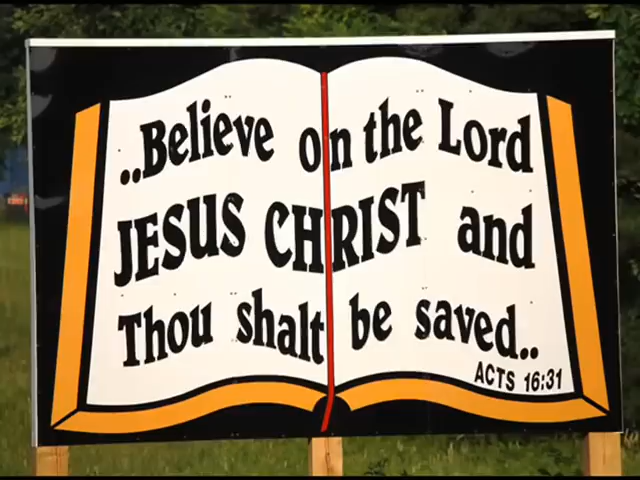 ..Believe on the Lord
JESUS CHRIST and
Thou shalt be saved..
ACTS 16:31